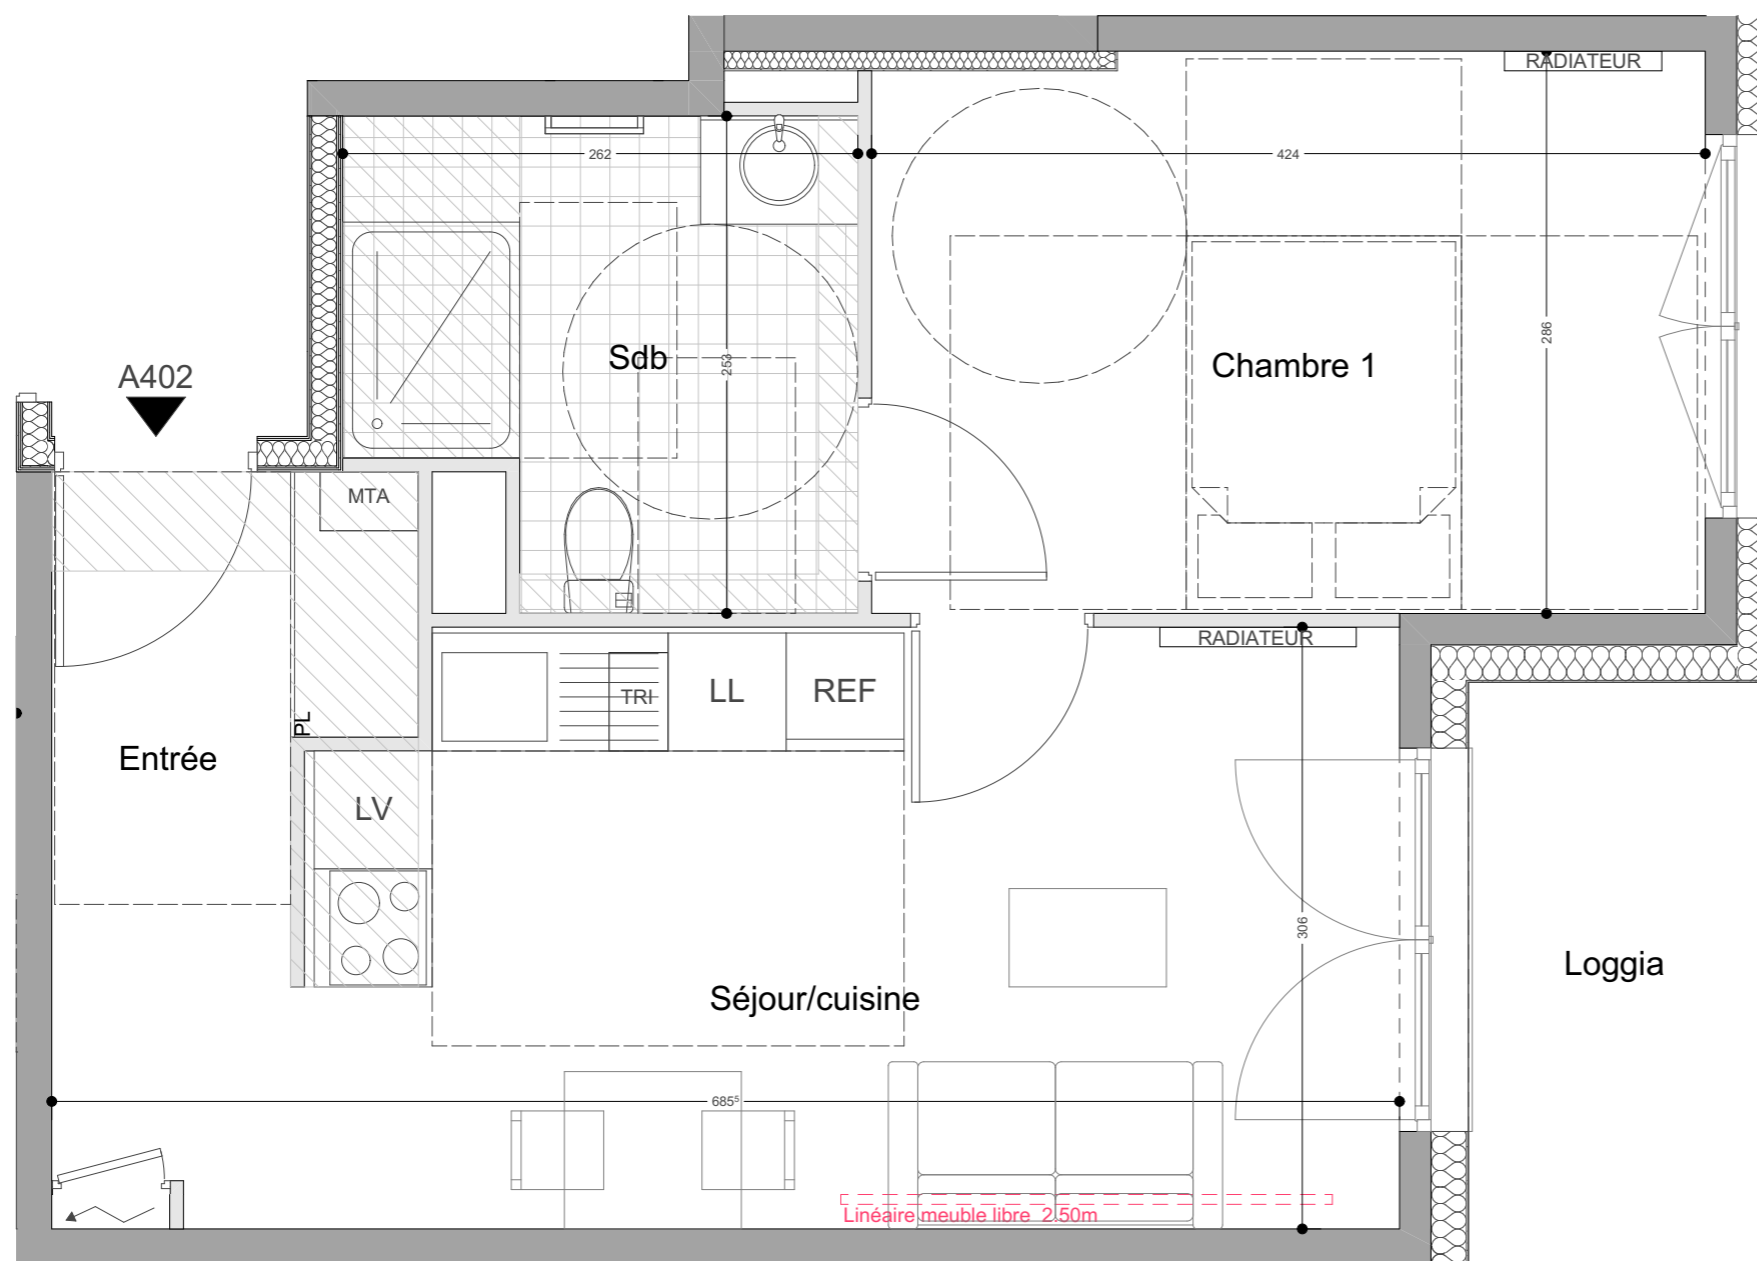 RADIATEUR
262
424
Sdb
253
286
Chambre 1
A402
MTA
RADIATEUR
TRI
LL
REF
PL
Entrée
LV
306
Séjour/cuisine
Loggia
685⁵
Linéaire meuble libre 2.50m